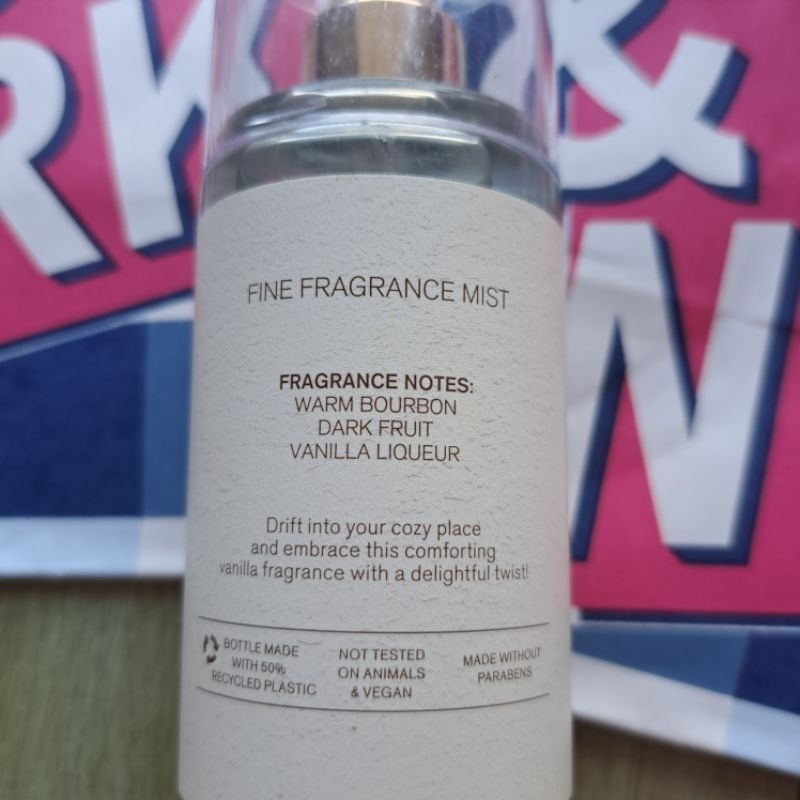 RK &
N
FINE FRAGRANCE MIST
FRAGRANCE NOTES:
WARM BOURBON
DARK FRUIT
VANILLA LIQUEUR
Drift into your cozy place
and embrace this comforting
vanilla fragrance with a delightful twist!
BOTTLE MADE
WITH 50%
RECYCLED PLASTIC
NOT TESTED
ON ANIMALS
& VEGAN
MADE WITHOUT
PARABENS